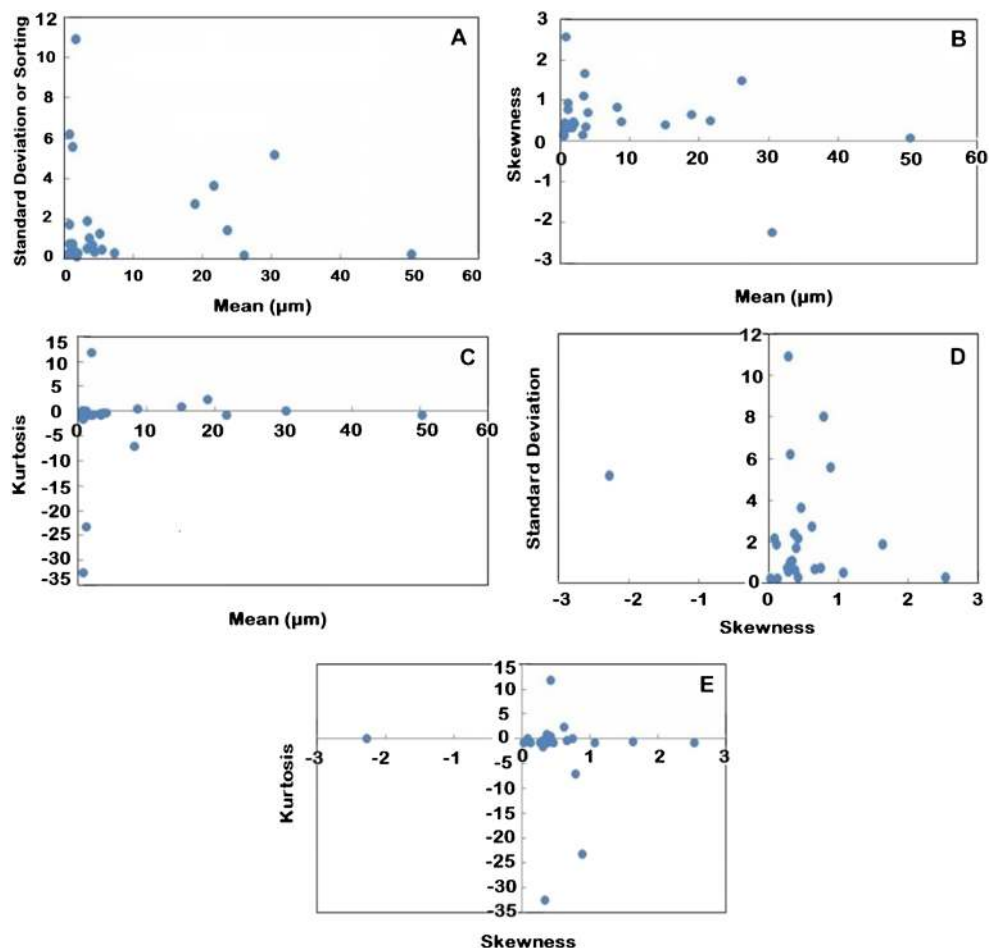 A
Standard Deviation or Sorting
12
10
8
6
4
2
0
0 10 20 30 40 50 60
Mean (µm)
B
Skewness
3
2
1
0
-1
-2
-3
0 10 20 30 40 50 60
Mean (µm)
C
Kurtosis
15
10
5
0
-5
-10
-15
-20
-25
-30
-35
0 10 20 30 40 50 60
Mean (µm)
D
Standard Deviation
12
10
8
6
4
2
0
-3 -2 -1 0 1 2 3
Skewness
E
Kurtosis
15
10
5
0
-5
-10
-15
-20
-25
-30
-35
-3 -2 -1 0 1 2 3
Skewness